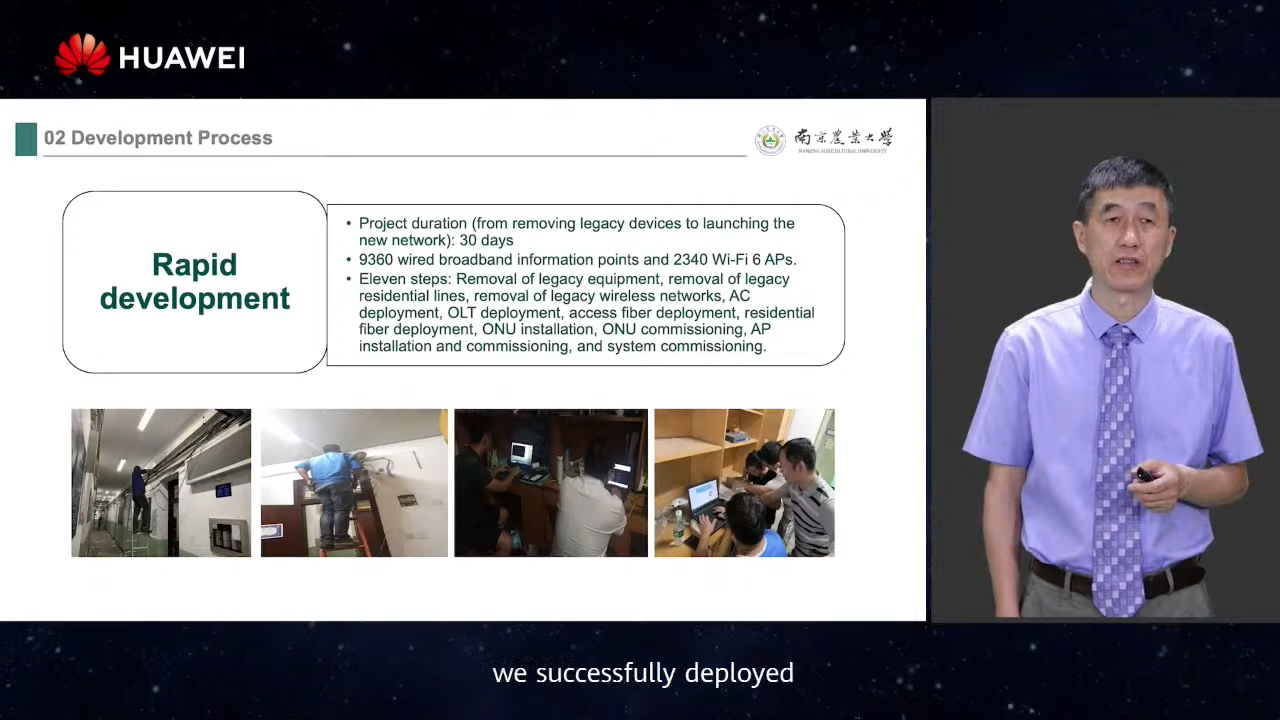 HUAWEI
02 Development Process
南京農業大學
NANJING AGRICULTURAL UNIVERSITY
Rapid
development
• Project duration (from removing legacy devices to launching the
new network): 30 days
• 9360 wired broadband information points and 2340 Wi-Fi 6 APs.
• Eleven steps: Removal of legacy equipment, removal of legacy
residential lines, removal of legacy wireless networks, AC
deployment, OLT deployment, access fiber deployment, residential
fiber deployment, ONU installation, ONU commissioning, AP
installation and commissioning, and system commissioning.
we successfully deployed